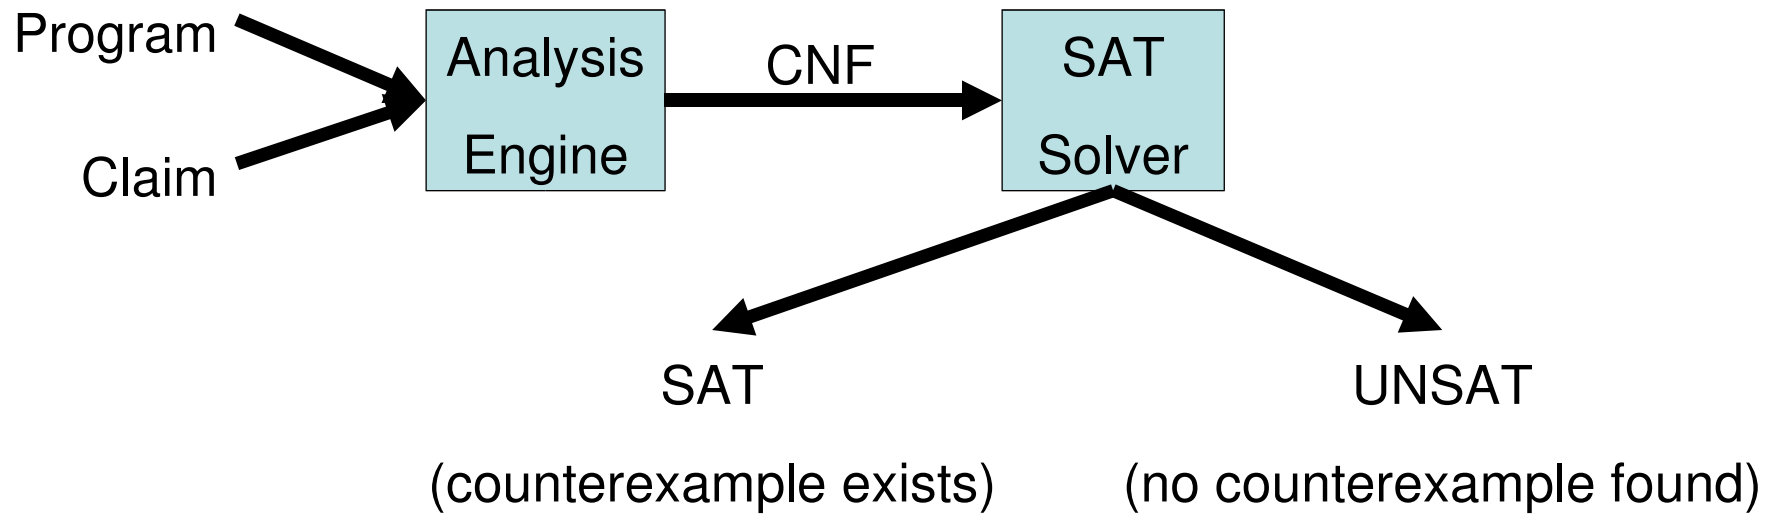 Program
Claim
Analysis
Engine
CNF
SAT
Solver
SAT
(counterexample exists)
UNSAT
(no counterexample found)